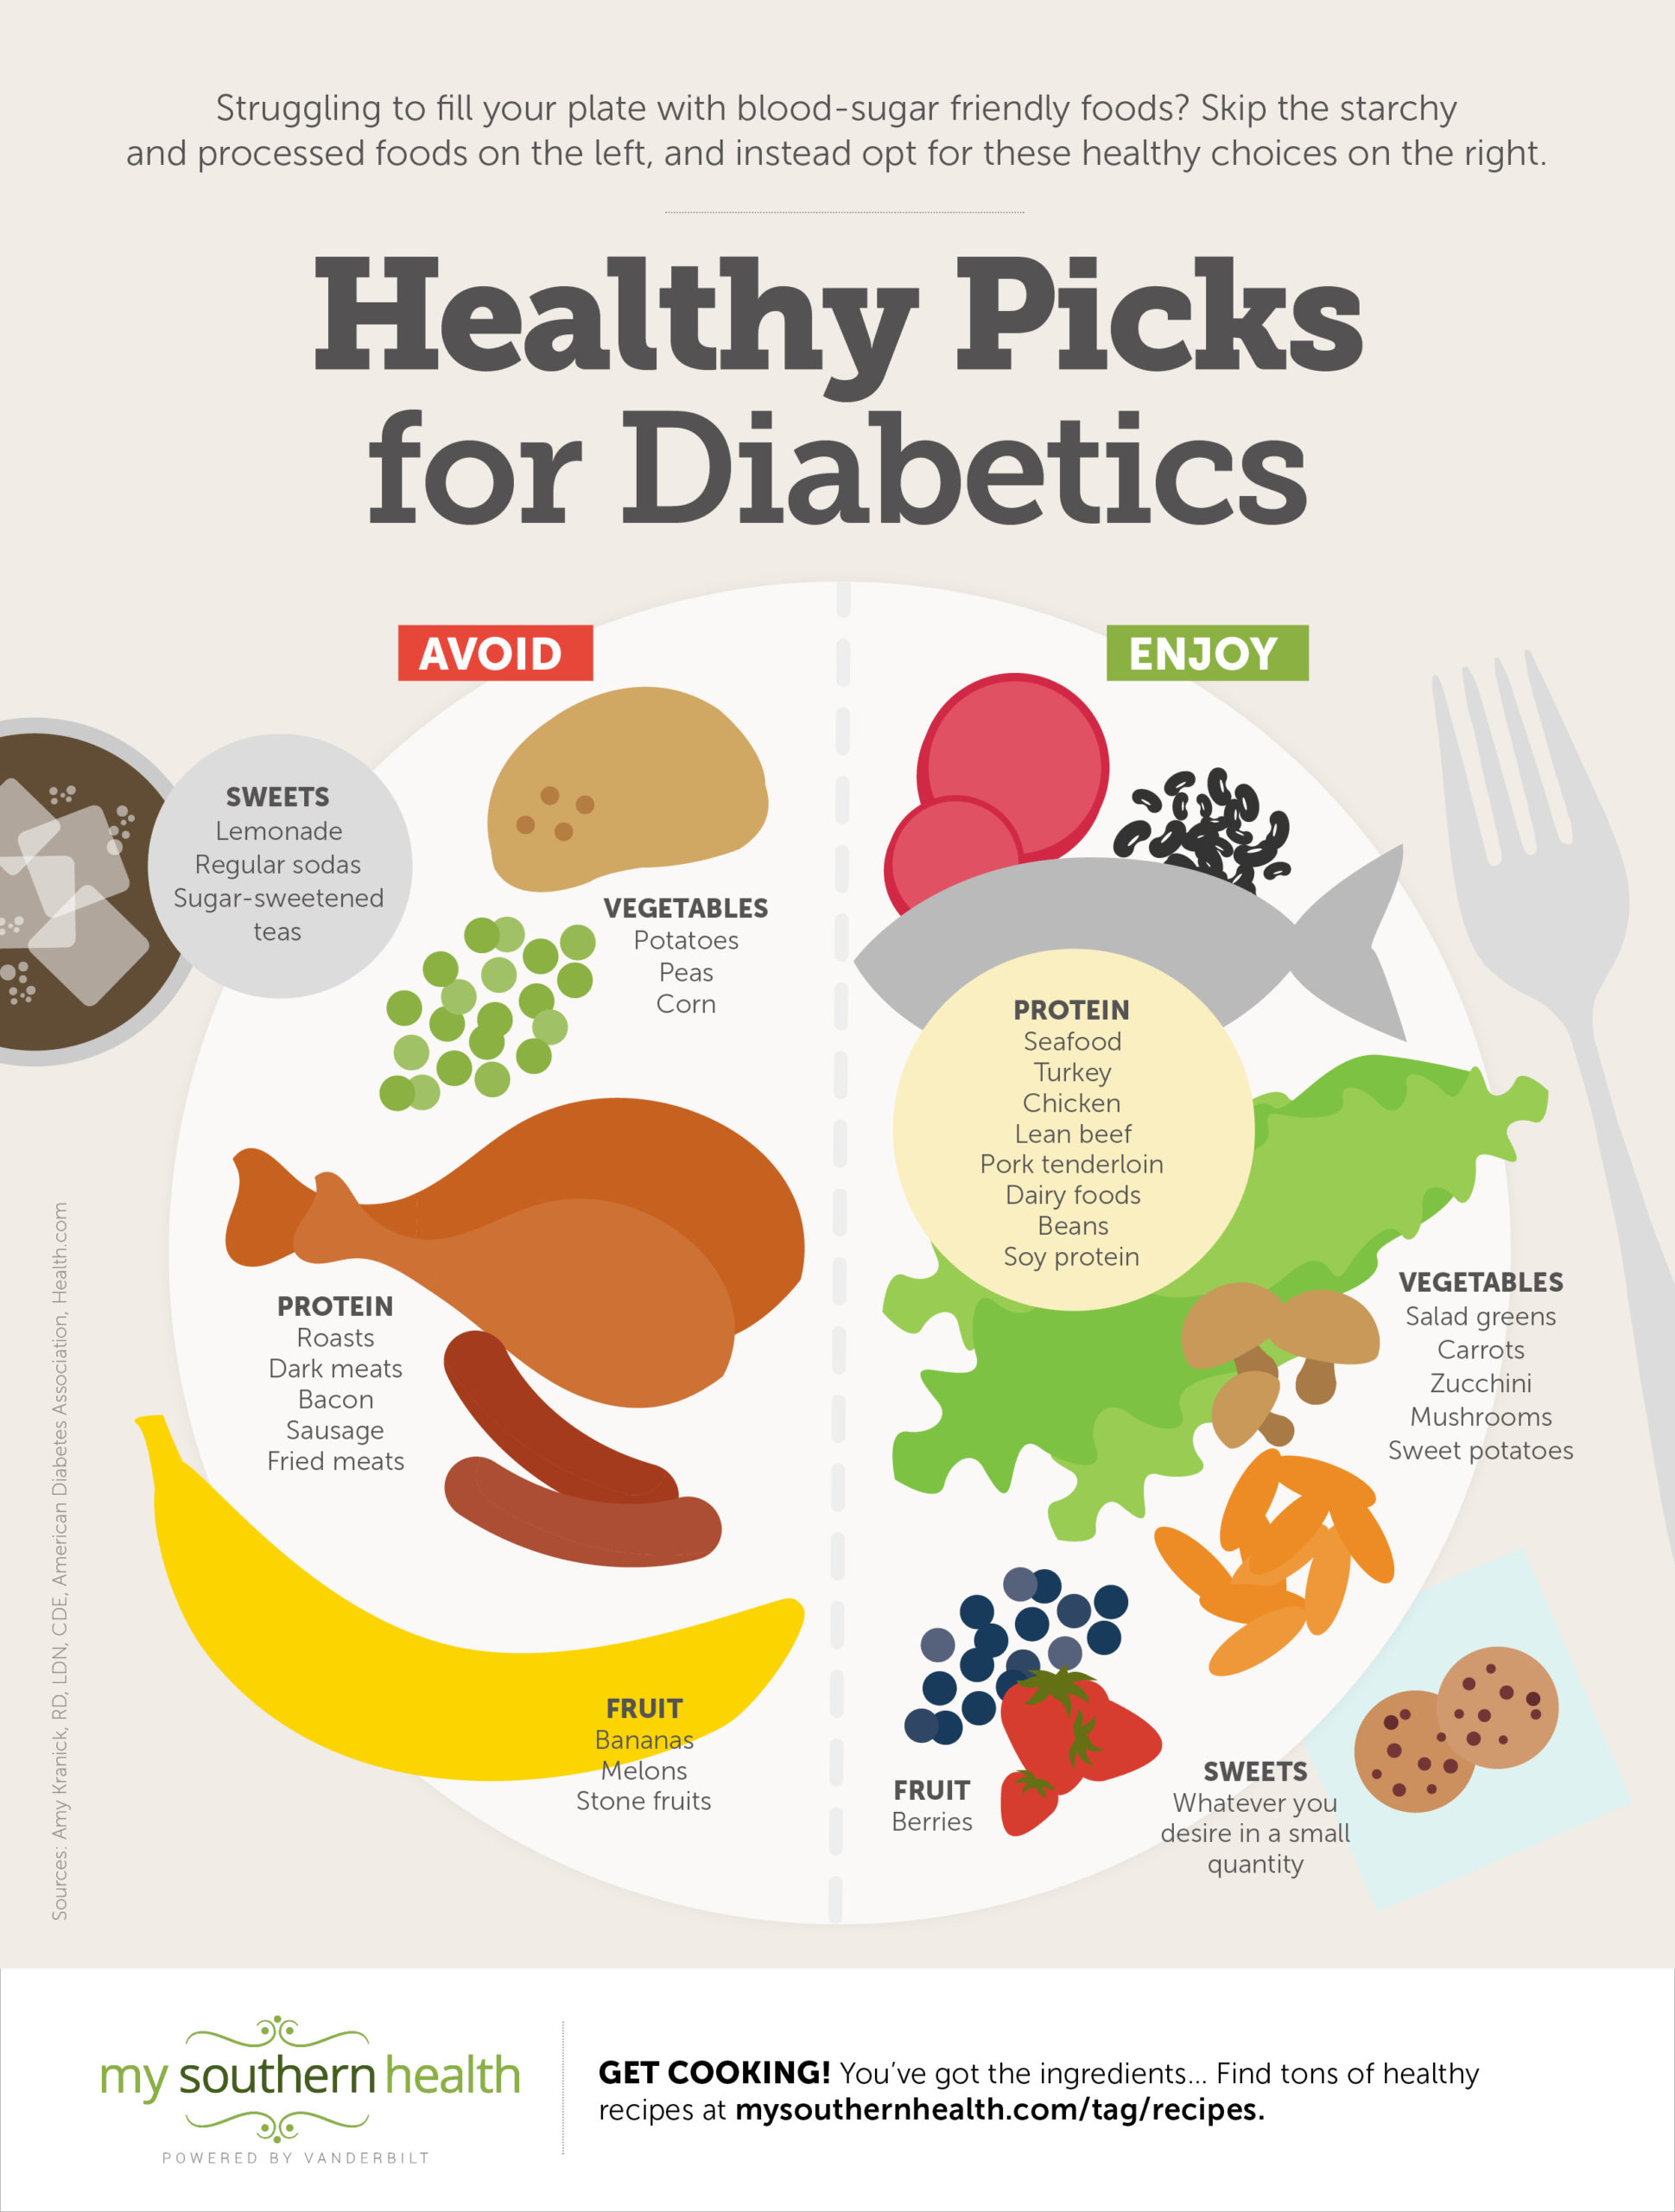 Struggling to fill your plate with blood-sugar friendly foods? Skip the starchy
and processed foods on the left, and instead opt for these healthy choices on the right.
Healthy Picks
for Diabetics
AVOID
SWEETS
Lemonade
Regular sodas
Sugar-sweetened
teas
VEGETABLES
Potatoes
Peas
Corn
PROTEIN
Roasts
Dark meats
Bacon
Sausage
Fried meats
FRUIT
Bananas
Melons
Stone fruits
ENJOY
PROTEIN
Seafood
Turkey
Chicken
Lean beef
Pork tenderloin
Dairy foods
Beans
Soy protein
VEGETABLES
Salad greens
Carrots
Zucchini
Mushrooms
Sweet potatoes
FRUIT
Berries
SWEETS
Whatever you
desire in a small
quantity
Sources: Amy Kranick, RD, LDN, CDE, American Diabetes Association, Health.com
my southern health
POWERED BY VANDERBILT
GET COOKING! You've got the ingredients... Find tons of healthy
recipes at mysouthernhealth.com/tag/recipes.